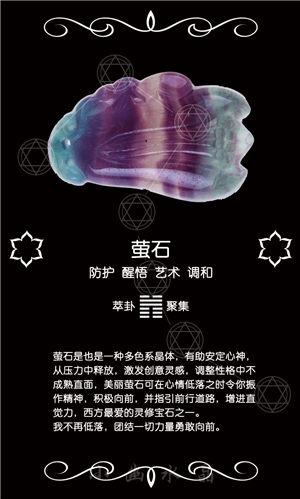 萤石
防护 醒悟 艺术 调和
萃卦 聚集
萤石是也是一种多色系晶体，有助安定心神，
从压力中释放，激发创意灵感，调整性格中不
成熟直面，美丽萤石可在心情低落之时令你振
作精神，积极向前，并指引前行道路，增进直
觉力，西方最爱的灵修宝石之一。
我不再低落，团结一切力量勇敢向前。